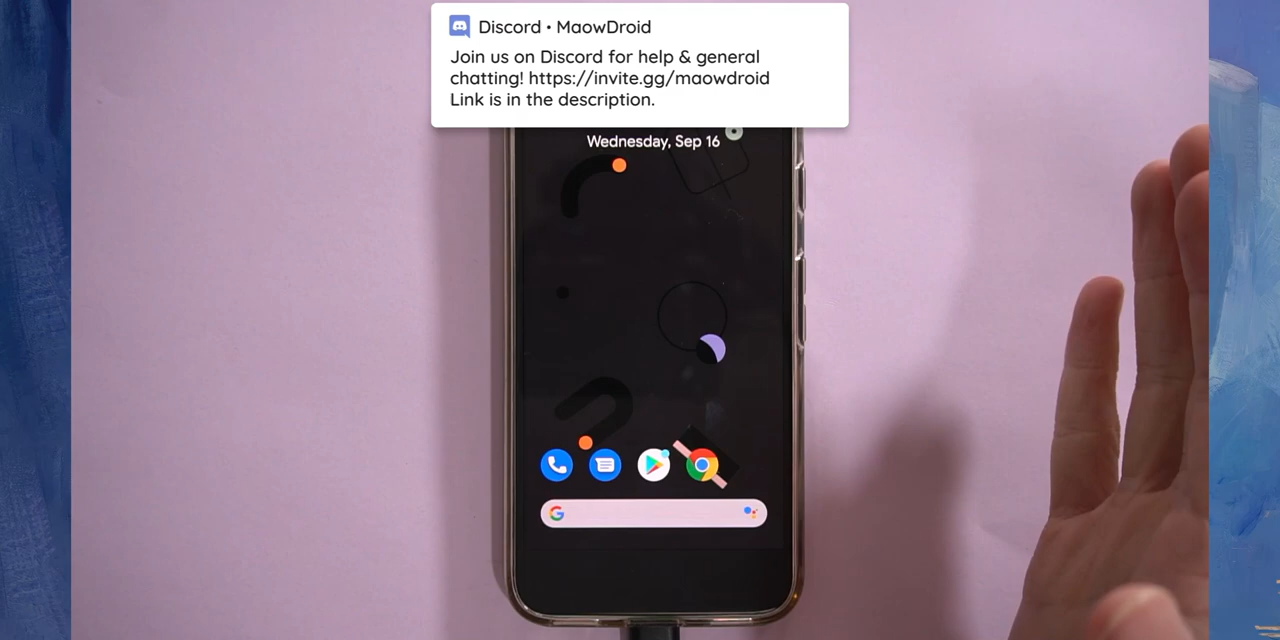 Discord • MaowDroid
Join us on Discord for help & general
chatting! https://invite.gg/maowdroid
Link is in the description.
Wednesday, Sep 16